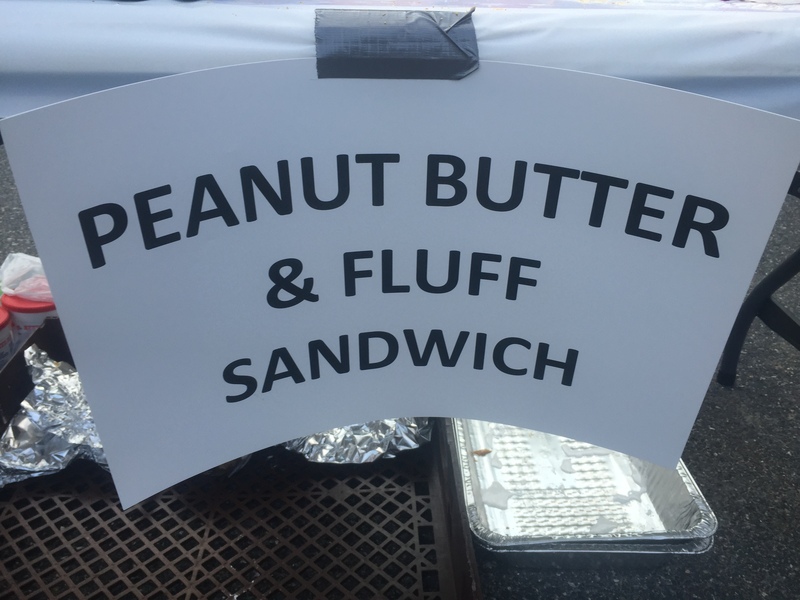 PEANUT BUTTER
& FLUFF
SANDWICH